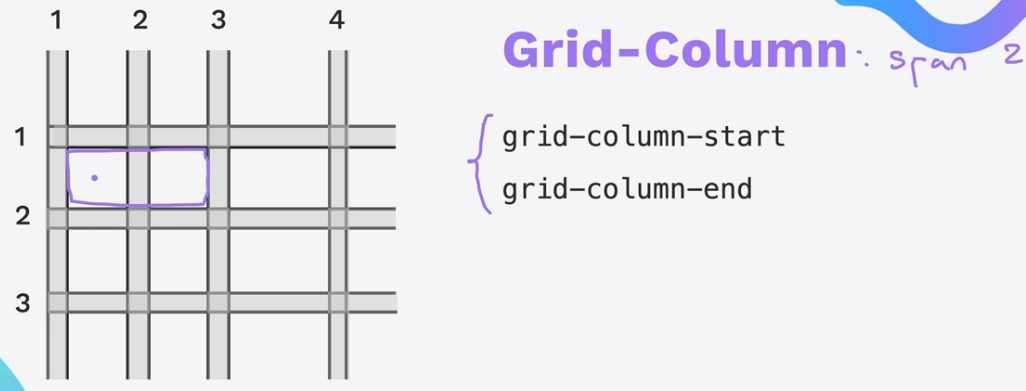 1 2 3 4
Grid-Column: span 2
1
grid-column-start
grid-column-end
2
3